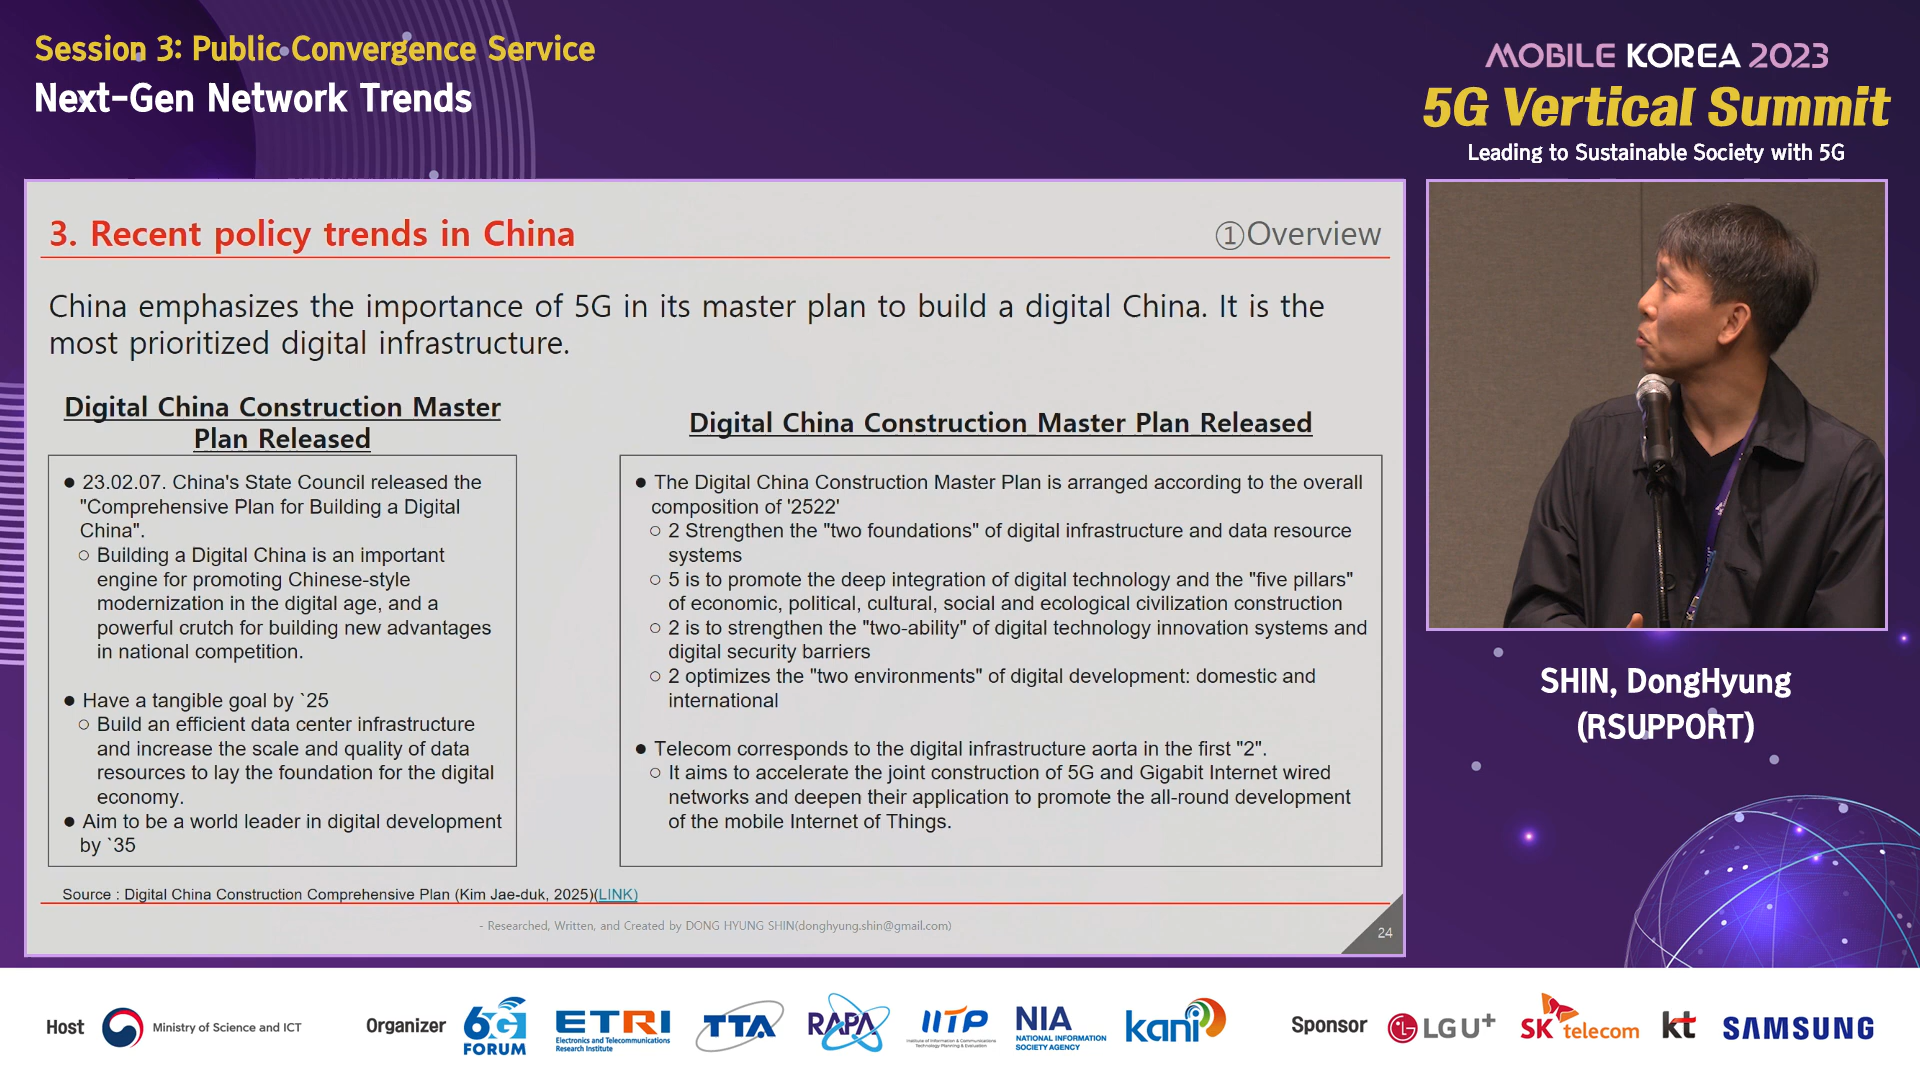 Session 3: Public Convergence Service
Next-Gen Network Trends
MOBILE KOREA 2023
5G Vertical Summit
Leading to Sustainable Society with 5G
3. Recent policy trends in China
①Overview
China emphasizes the importance of 5G in its master plan to build a digital China. It is the
most prioritized digital infrastructure.
Digital China Construction Master
Plan Released
● 23.02.07. China's State Council released the
"Comprehensive Plan for Building a Digital
China".
○ Building a Digital China is an important
engine for promoting Chinese-style
modernization in the digital age, and a
powerful crutch for building new advantages
in national competition.
● Have a tangible goal by `25
○ Build an efficient data center infrastructure
and increase the scale and quality of data
resources to lay the foundation for the digital
economy.
● Aim to be a world leader in digital development
by `35
Digital China Construction Master Plan Released
● The Digital China Construction Master Plan is arranged according to the overall
composition of '2522'
○ 2 Strengthen the "two foundations" of digital infrastructure and data resource
systems
○ 5 is to promote the deep integration of digital technology and the "five pillars"
of economic, political, cultural, social and ecological civilization construction
○ 2 is to strengthen the "two-ability" of digital technology innovation systems and
digital security barriers
○ 2 optimizes the "two environments" of digital development: domestic and
international
● Telecom corresponds to the digital infrastructure aorta in the first "2".
○ It aims to accelerate the joint construction of 5G and Gigabit Internet wired
networks and deepen their application to promote the all-round development
of the mobile Internet of Things.
Source : Digital China Construction Comprehensive Plan (Kim Jae-duk, 2025)(LINK)
- Researched, Written, and Created by DONG HYUNG SHIN(donghyung.shin@gmail.com)
24
SHIN, DongHyung
(RSUPPORT)
Host
Ministry of Science and ICT
Organizer
6G
FORUM
ETRI
Electronics and Telecommunications
Research Institute
TTA
RAPA
IITP
Institute of Information & Communications
Technology Planning & Evaluation
NIA
NATIONAL INFORMATION
SOCIETY AGENCY
kani
Sponsor
LG U+
SK telecom
kt
SAMSUNG